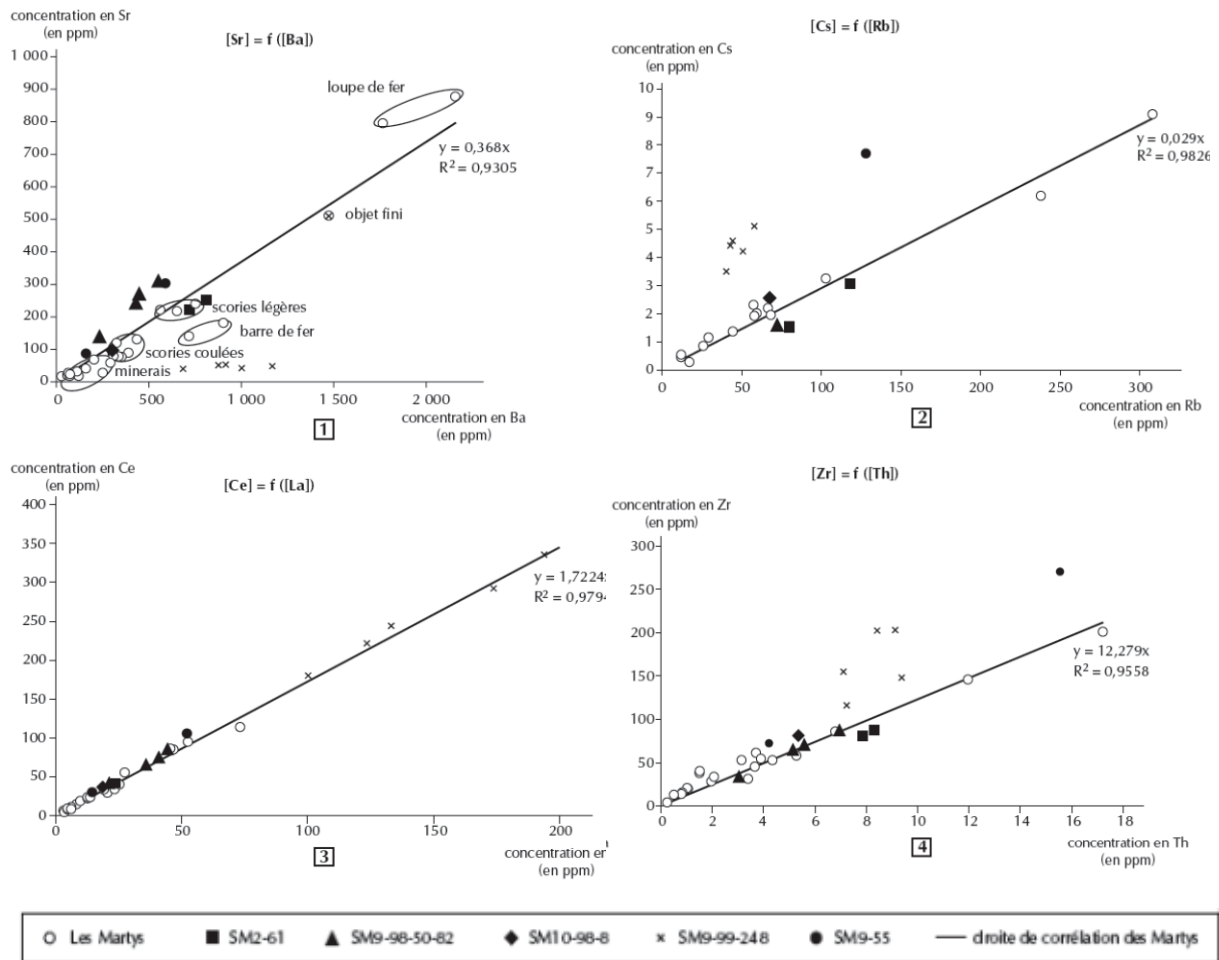 concentration en Sr
(en ppm)
[Sr] = f ([Ba])
1 000
900
800
700
600
500
400
300
200
100
0
loupe de fer
y = 0,368x
R² = 0,9305
objet fini
scories légères
barre de fer
scories coulées
minerais
0
500
1 000
1 500
2 000
concentration en Ba
(en ppm)
1
[Cs] = f ([Rb])
concentration en Cs
(en ppm)
10
9
8
7
6
5
4
3
2
1
0
y = 0,029x
R² = 0,9826
0
50
100
150
200
250
300
concentration en Rb
(en ppm)
2
concentration en Ce
(en ppm)
[Ce] = f ([La])
400
350
300
250
200
150
100
50
0
y = 1,7224
R² = 0,9794
0
50
100
150
200
concentration en
(en ppm)
3
[Zr] = f ([Th])
concentration en Zr
(en ppm)
300
250
200
150
100
50
0
y = 12,279x
R² = 0,9558
0
2
4
6
8
10
12
14
16
18
concentration en Th
(en ppm)
4
Les Martys
SM2-61
SM9-98-50-82
SM10-98-8
SM9-99-248
SM9-55
droite de corrélation des Martys